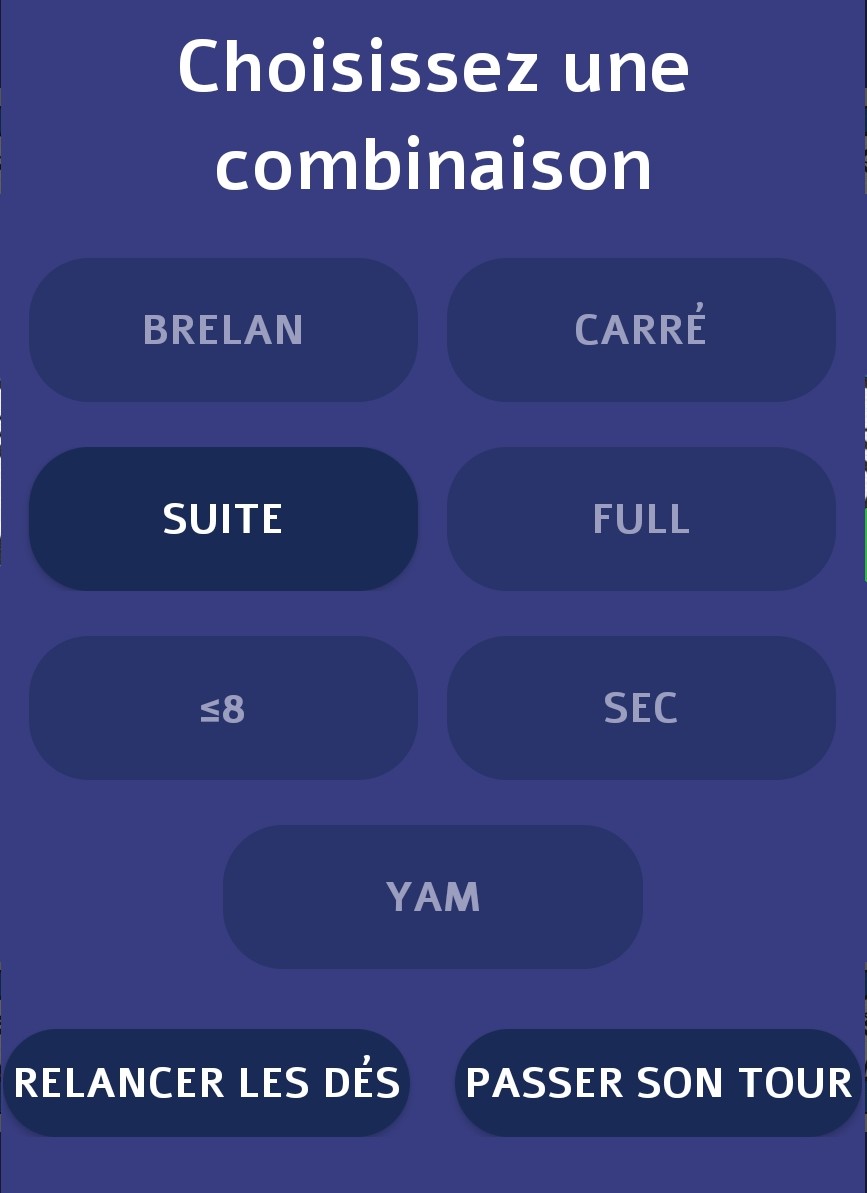 Choisissez une
combinaison
BRELAN
CARRÉ
SUITE
FULL
≤8
SEC
YAM
RELANCER LES DÉS
PASSER SON TOUR